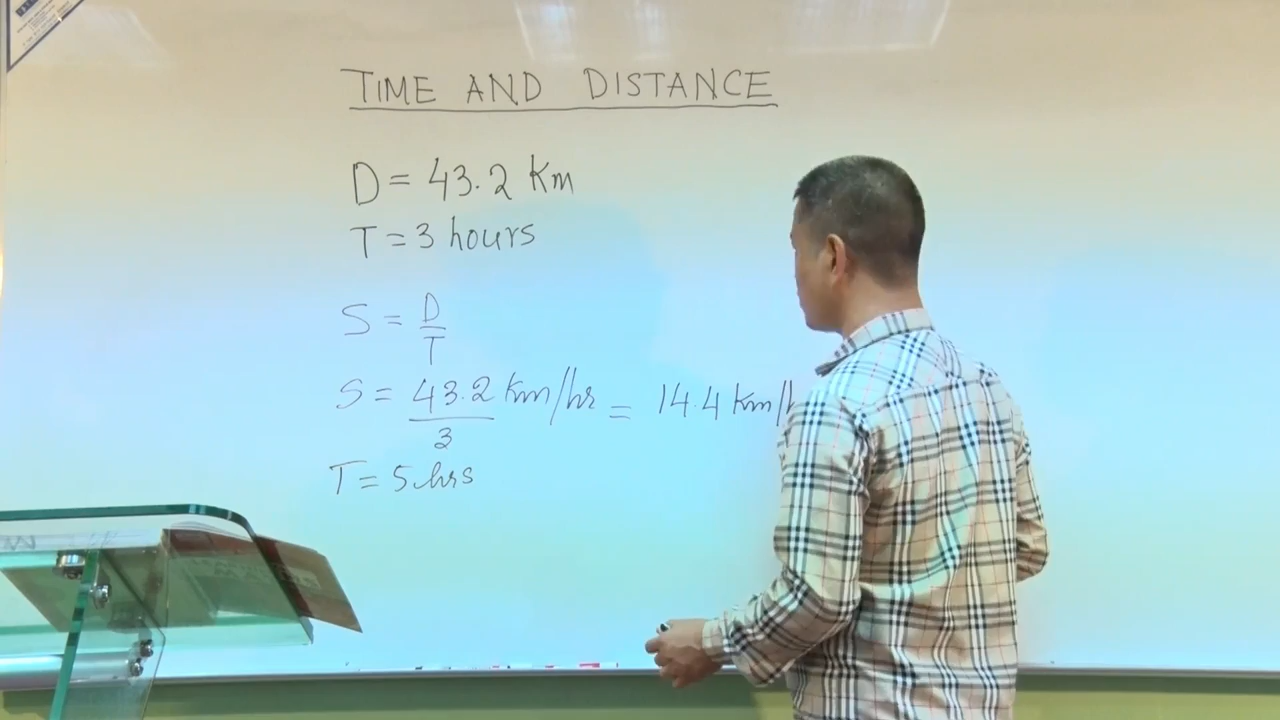 TIME AND DISTANCE
D = 43.2 Km
T = 3 hours
S = D/T
S = 43.2/3 Km/hr = 14.4 Km/h
T = 5 hrs